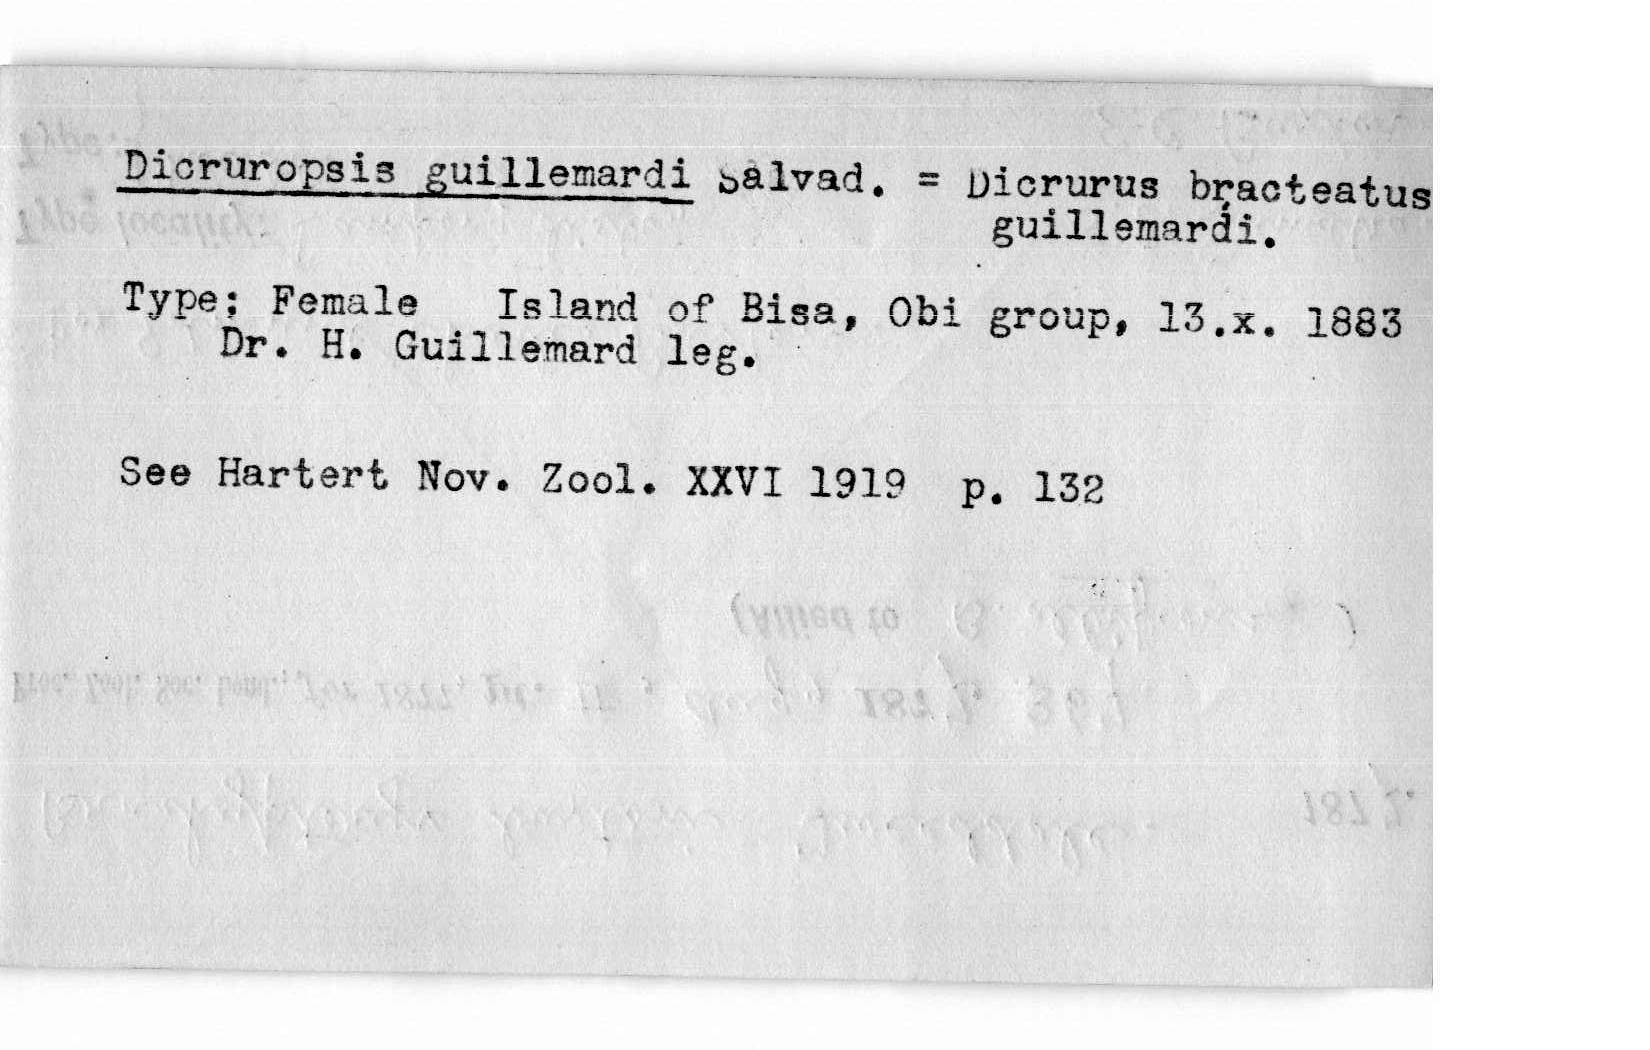 Dicruropsis guillemardi Salvad. = Dicrurus bracteatus
guillemardi.
Type: Female Island of Bisa, Obi group, 13.x. 1883
Dr. H. Guillemard leg.
See Hartert Nov. Zool. XXVI 1919 p. 132